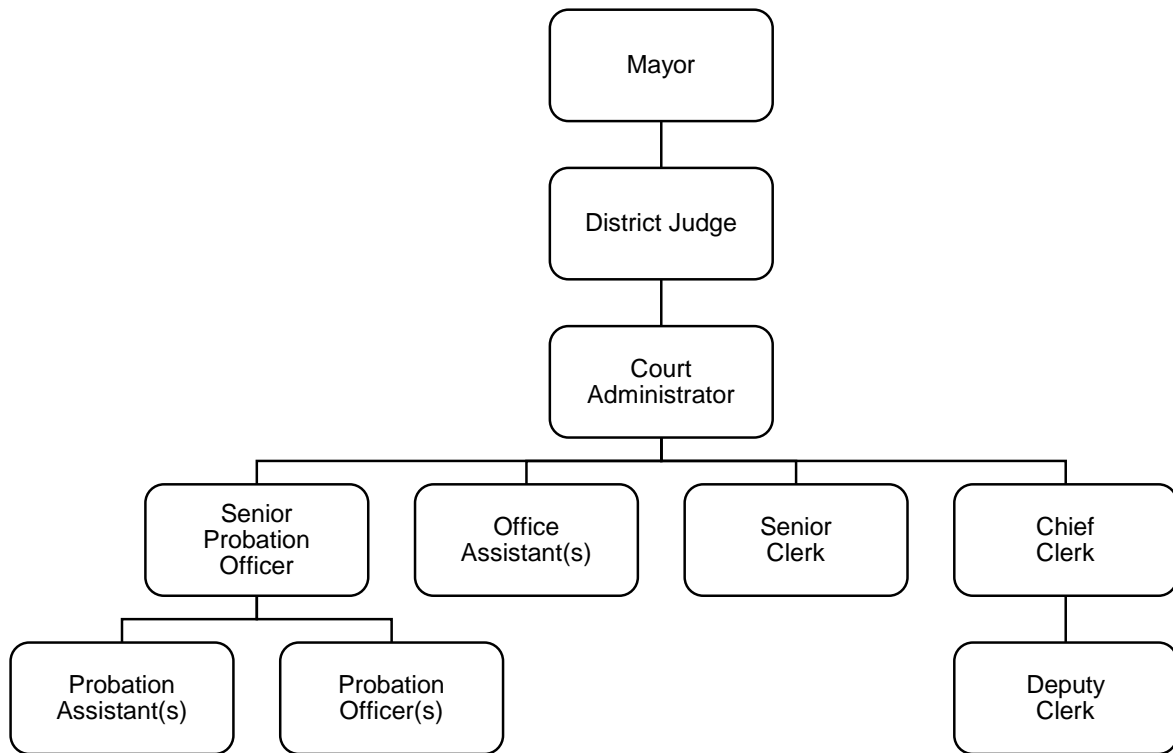 Mayor
District Judge
Court
Administrator
Senior
Probation
Officer
Office
Assistant(s)
Senior
Clerk
Chief
Clerk
Probation
Assistant(s)
Probation
Officer(s)
Deputy
Clerk